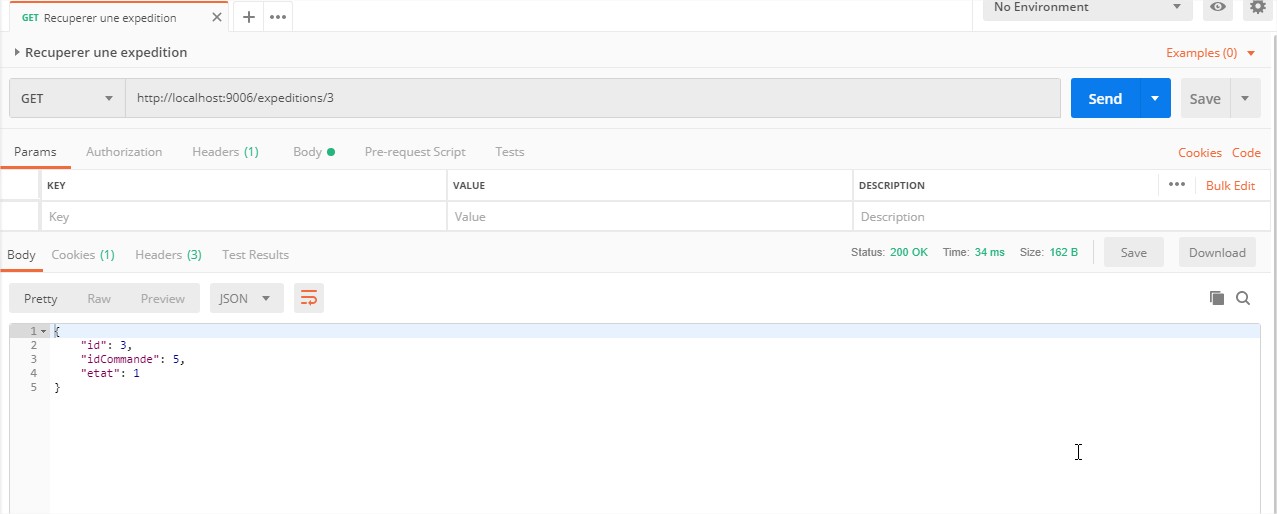 GET Recuperer une expedition
No Environment
Recuperer une expedition
Examples (0)
GET
http://localhost:9006/expeditions/3
Send
Save
Params
Authorization
Headers (1)
Body
Pre-request Script
Tests
Cookies
Code
KEY
VALUE
DESCRIPTION
Bulk Edit
Key
Value
Description
Body
Cookies (1)
Headers (3)
Test Results
Status: 200 OK
Time: 34 ms
Size: 162 B
Save
Download
Pretty
Raw
Preview
JSON
1 {
2 "id": 3,
3 "idCommande": 5,
4 "etat": 1
5 }